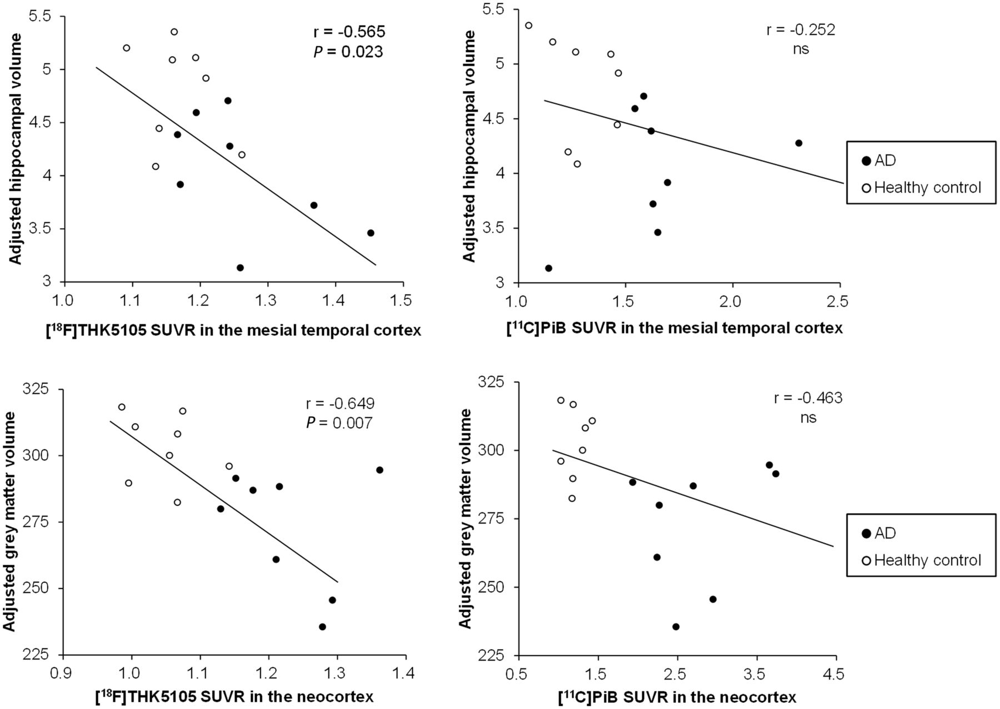 Adjusted hippocampal volume
5.5
5
4.5
4
3.5
3
r = -0.565
P = 0.023
1.0 1.1 1.2 1.3 1.4 1.5
[¹⁸F]THK5105 SUVR in the mesial temporal cortex
Adjusted hippocampal volume
5.5
5
4.5
4
3.5
3
r = -0.252
ns
1.0 1.5 2.0 2.5
[¹¹C]PiB SUVR in the mesial temporal cortex
AD
Healthy control
Adjusted grey matter volume
325
300
275
250
225
r = -0.649
P = 0.007
0.9 1.0 1.1 1.2 1.3 1.4
[¹⁸F]THK5105 SUVR in the neocortex
Adjusted grey matter volume
325
300
275
250
225
r = -0.463
ns
0.5 1.5 2.5 3.5 4.5
[¹¹C]PiB SUVR in the neocortex
AD
Healthy control